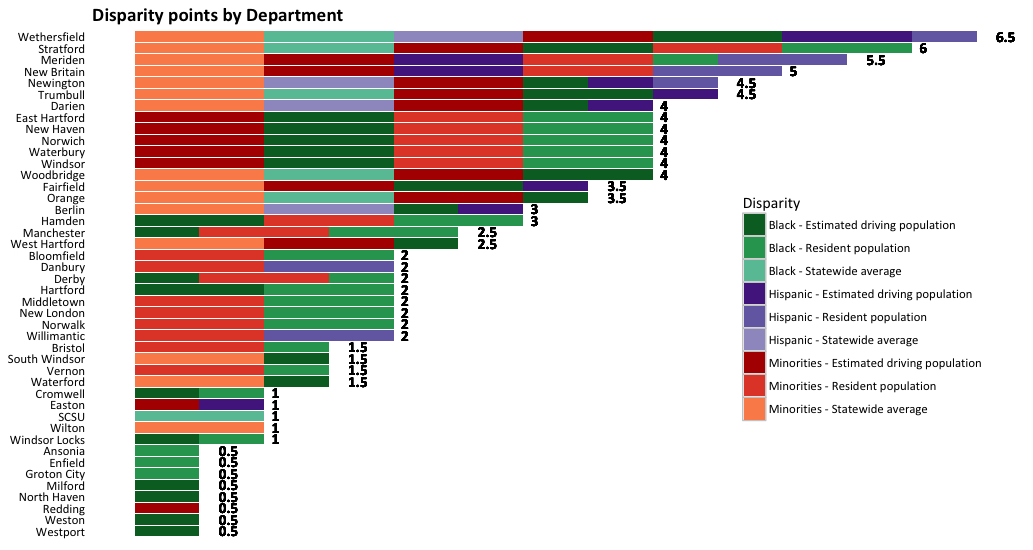 Disparity points by Department
Wethersfield 6.5
Stratford 6
Meriden 5.5
New Britain 5
Newington 4.5
Trumbull 4.5
Darien 4
East Hartford 4
New Haven 4
Norwich 4
Waterbury 4
Windsor 4
Woodbridge 4
Fairfield 3.5
Orange 3.5
Berlin 3
Hamden 3
Manchester 2.5
West Hartford 2.5
Bloomfield 2
Danbury 2
Derby 2
Hartford 2
Middletown 2
New London 2
Norwalk 2
Willimantic 2
Bristol 1.5
South Windsor 1.5
Vernon 1.5
Waterford 1.5
Cromwell 1
Easton 1
SCSU 1
Wilton 1
Windsor Locks 1
Ansonia 0.5
Enfield 0.5
Groton City 0.5
Milford 0.5
North Haven 0.5
Redding 0.5
Weston 0.5
Westport 0.5
Disparity
Black - Estimated driving population
Black - Resident population
Black - Statewide average
Hispanic - Estimated driving population
Hispanic - Resident population
Hispanic - Statewide average
Minorities - Estimated driving population
Minorities - Resident population
Minorities - Statewide average